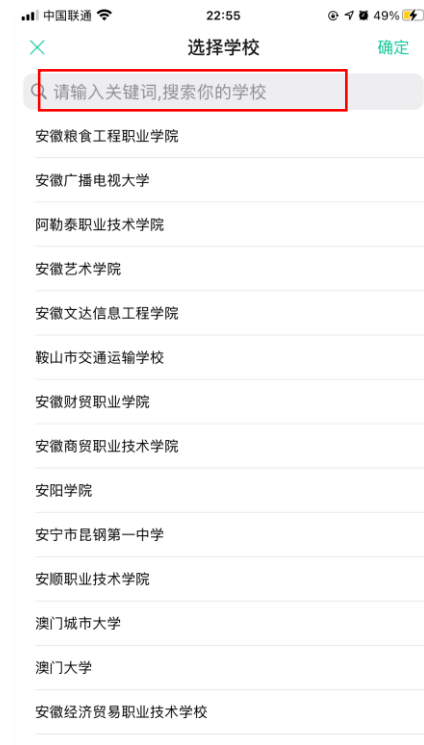 中国联通 22:55 49%
选择学校 确定
请输入关键词,搜索你的学校
安徽粮食工程职业学院
安徽广播电视大学
阿勒泰职业技术学院
安徽艺术学院
安徽文达信息工程学院
鞍山市交通运输学校
安徽财贸职业学院
安徽商贸职业技术学院
安阳学院
安宁市昆钢第一中学
安顺职业技术学院
澳门城市大学
澳门大学
安徽经济贸易职业技术学校